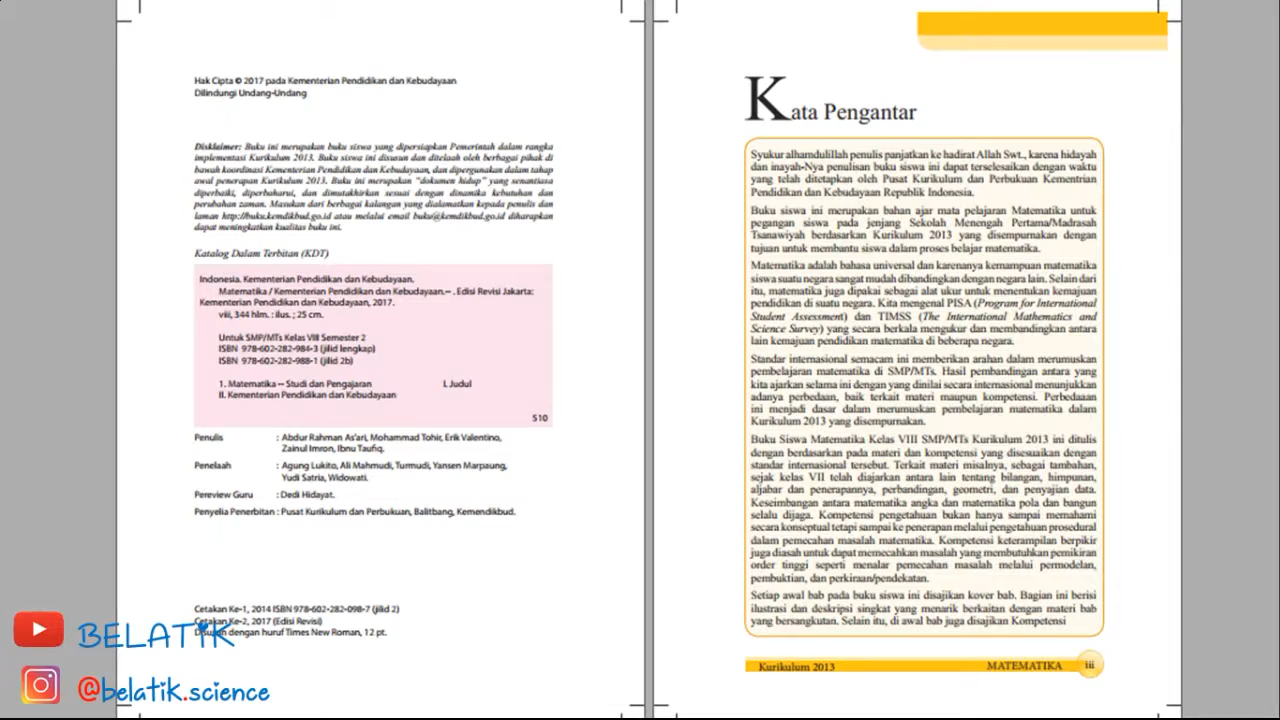 Hak Cipta © 2017 pada Kementerian Pendidikan dan Kebudayaan
Dilindungi Undang-Undang
Disklaimer: Buku ini merupakan buku siswa yang dipersiapkan Pemerintah dalam rangka
implementasi Kurikulum 2013. Buku siswa ini disusun dan ditelaah oleh berbagai pihak di
bawah koordinasi Kementerian Pendidikan dan Kebudayaan, dan dipergunakan dalam tahap
awal penerapan Kurikulum 2013. Buku ini merupakan “dokumen hidup” yang senantiasa
diperbaiki, diperbaharui, dan dimutakhirkan sesuai dengan dinamika kebutuhan dan
perubahan zaman. Masukan dari berbagai kalangan yang dialamatkan kepada penulis dan
laman http://buku.kemdikbud.go.id atau melalui email buku@kemdikbud.go.id diharapkan
dapat meningkatkan kualitas buku ini.
Katalog Dalam Terbitan (KDT)
Indonesia. Kementerian Pendidikan dan Kebudayaan.
Matematika / Kementerian Pendidikan dan Kebudayaan.-- . Edisi Revisi Jakarta:
Kementerian Pendidikan dan Kebudayaan, 2017.
viii, 344 hlm. : ilus. ; 25 cm.
Untuk SMP/MTs Kelas VIII Semester 2
ISBN 978-602-282-984-3 (jilid lengkap)
ISBN 978-602-282-988-1 (jilid 2b)
1. Matematika -- Studi dan Pengajaran I. Judul
II. Kementerian Pendidikan dan Kebudayaan
510
Penulis : Abdur Rahman As'ari, Mohammad Tohir, Erik Valentino,
Zainul Imron, Ibnu Taufiq.
Penelaah : Agung Lukito, Ali Mahmudi, Turmudi, Yansen Marpaung,
Yudi Satria, Widowati.
Pereview Guru : Dedi Hidayat.
Penyelia Penerbitan : Pusat Kurikulum dan Perbukuan, Balitbang, Kemendikbud.
Cetakan Ke-1, 2014 ISBN 978-602-282-098-7 (jilid 2)
Cetakan Ke-2, 2017 (Edisi Revisi)
Disusun dengan huruf Times New Roman, 12 pt.
BELATIK
@belatik.science
Kata Pengantar
Syukur alhamdulillah penulis panjatkan ke hadirat Allah Swt., karena hidayah
dan inayah-Nya penulisan buku siswa ini dapat terselesaikan dengan waktu
yang telah ditetapkan oleh Pusat Kurikulum dan Perbukuan Kementrian
Pendidikan dan Kebudayaan Republik Indonesia.
Buku siswa ini merupakan bahan ajar mata pelajaran Matematika untuk
pegangan siswa pada jenjang Sekolah Menengah Pertama/Madrasah
Tsanawiyah berdasarkan Kurikulum 2013 yang disempurnakan dengan
tujuan untuk membantu siswa dalam proses belajar matematika.
Matematika adalah bahasa universal dan karenanya kemampuan matematika
siswa suatu negara sangat mudah dibandingkan dengan negara lain. Selain dari
itu, matematika juga dipakai sebagai alat ukur untuk menentukan kemajuan
pendidikan di suatu negara. Kita mengenal PISA (Program for International
Student Assessment) dan TIMSS (The International Mathematics and
Science Survey) yang secara berkala mengukur dan membandingkan antara
lain kemajuan pendidikan matematika di beberapa negara.
Standar internasional semacam ini memberikan arahan dalam merumuskan
pembelajaran matematika di SMP/MTs. Hasil pembandingan antara yang
kita ajarkan selama ini dengan yang dinilai secara internasional menunjukkan
adanya perbedaan, baik terkait materi maupun kompetensi. Perbedaaan
ini menjadi dasar dalam merumuskan pembelajaran matematika dalam
Kurikulum 2013 yang disempurnakan.
Buku Siswa Matematika Kelas VIII SMP/MTs Kurikulum 2013 ini ditulis
dengan berdasarkan pada materi dan kompetensi yang disesuaikan dengan
standar internasional tersebut. Terkait materi misalnya, sebagai tambahan,
sejak kelas VII telah diajarkan antara lain tentang bilangan, himpunan,
aljabar dan penerapannya, perbandingan, geometri, dan penyajian data.
Keseimbangan antara matematika angka dan matematika pola dan bangun
selalu dijaga. Kompetensi pengetahuan bukan hanya sampai memahami
secara konseptual tetapi sampai ke penerapan melalui pengetahuan prosedural
dalam pemecahan masalah matematika. Kompetensi keterampilan berpikir
juga diasah untuk dapat memecahkan masalah yang membutuhkan pemikiran
order tinggi seperti menalar pemecahan masalah melalui permodelan,
pembuktian, dan perkiraan/pendekatan.
Setiap awal bab pada buku siswa ini disajikan kover bab. Bagian ini berisi
ilustrasi dan deskripsi singkat yang menarik berkaitan dengan materi bab
yang bersangkutan. Selain itu, di awal bab juga disajikan Kompetensi
Kurikulum 2013 MATEMATIKA iii